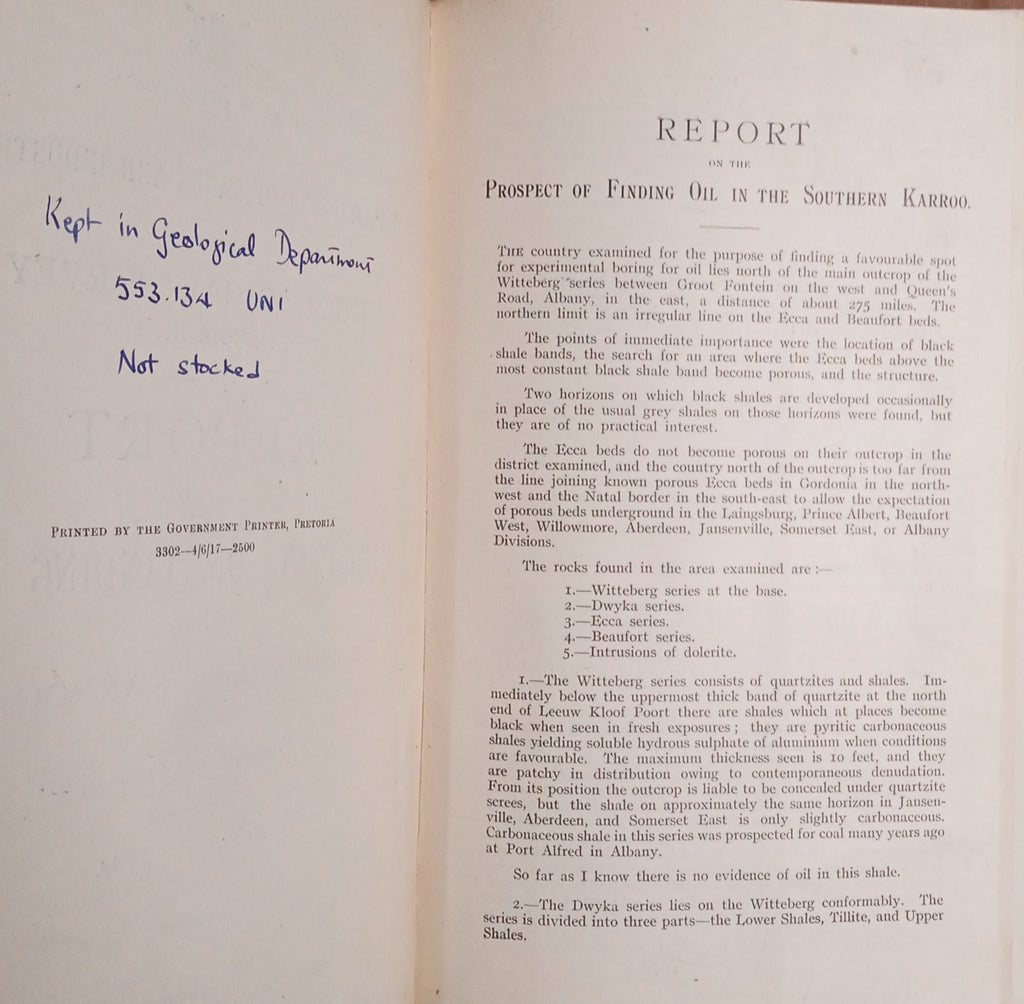 Kept in Geological Department
553.134 UNI
Not stocked
PRINTED BY THE GOVERNMENT PRINTER, PRETORIA
3302—4/6/17—2500
REPORT
ON THE
PROSPECT OF FINDING OIL IN THE SOUTHERN KARROO.
THE country examined for the purpose of finding a favourable spot
for experimental boring for oil lies north of the main outcrop of the
Witteberg series between Groot Fontein on the west and Queen's
Road, Albany, in the east, a distance of about 275 miles. The
northern limit is an irregular line on the Ecca and Beaufort beds.
The points of immediate importance were the location of black
shale bands, the search for an area where the Ecca beds above the
most constant black shale band become porous, and the structure.
Two horizons on which black shales are developed occasionally
in place of the usual grey shales on those horizons were found, but
they are of no practical interest.
The Ecca beds do not become porous on their outcrop in the
district examined, and the country north of the outcrop is too far from
the line joining known porous Ecca beds in Gordonia in the north-
west and the Natal border in the south-east to allow the expectation
of porous beds underground in the Laingsburg, Prince Albert, Beaufort
West, Willowmore, Aberdeen, Jansenville, Somerset East, or Albany
Divisions.
The rocks found in the area examined are :—
1.—Witteberg series at the base.
2.—Dwyka series.
3.—Ecca series.
4.—Beaufort series.
5.—Intrusions of dolerite.
1.—The Witteberg series consists of quartzites and shales. Im-
mediately below the uppermost thick band of quartzite at the north
end of Leeuw Kloof Poort there are shales which at places become
black when seen in fresh exposures ; they are pyritic carbonaceous
shales yielding soluble hydrous sulphate of aluminium when conditions
are favourable. The maximum thickness seen is 10 feet, and they
are patchy in distribution owing to contemporaneous denudation.
From its position the outcrop is liable to be concealed under quartzite
screes, but the shale on approximately the same horizon in Jansen-
ville, Aberdeen, and Somerset East is only slightly carbonaceous.
Carbonaceous shale in this series was prospected for coal many years ago
at Port Alfred in Albany.
So far as I know there is no evidence of oil in this shale.
2.—The Dwyka series lies on the Witteberg conformably. The
series is divided into three parts—the Lower Shales, Tillite, and Upper
Shales.